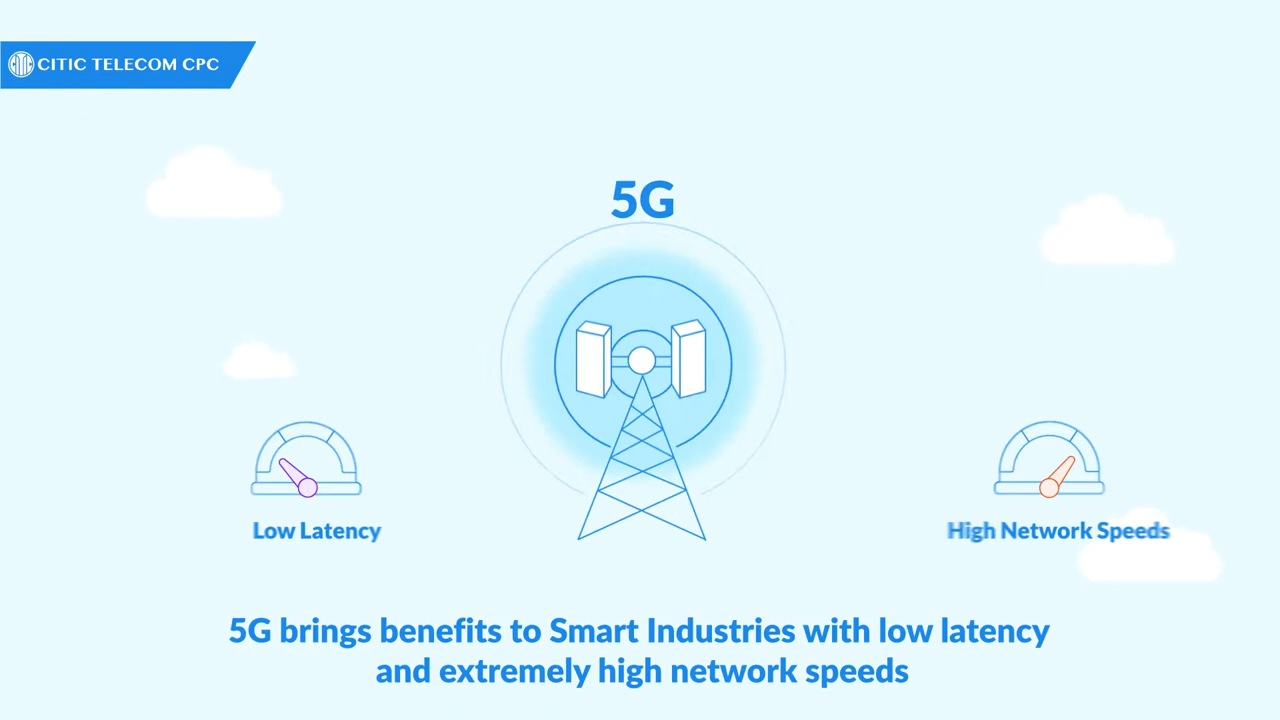 CITIC TELECOM CPC
5G
Low Latency
High Network Speeds
5G brings benefits to Smart Industries with low latency
and extremely high network speeds